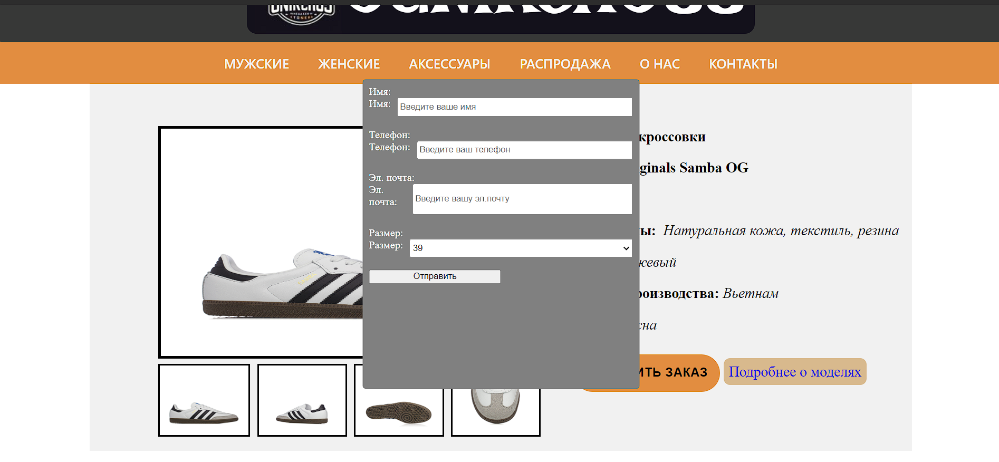 МУЖСКИЕ ЖЕНСКИЕ АКСЕССУАРЫ РАСПРОДАЖА О НАС КОНТАКТЫ
Имя:
Имя: Введите ваше имя
Телефон:
Телефон: Введите ваш телефон
Эл. почта:
Эл.
почта: Введите вашу эл.почту
Размер:
Размер: 39
Отправить
кроссовки
ginals Samba OG
ы: Натуральная кожа, текстиль, резина
жевый
роизводства: Вьетнам
сна
ИТЬ ЗАКАЗ Подробнее о моделях